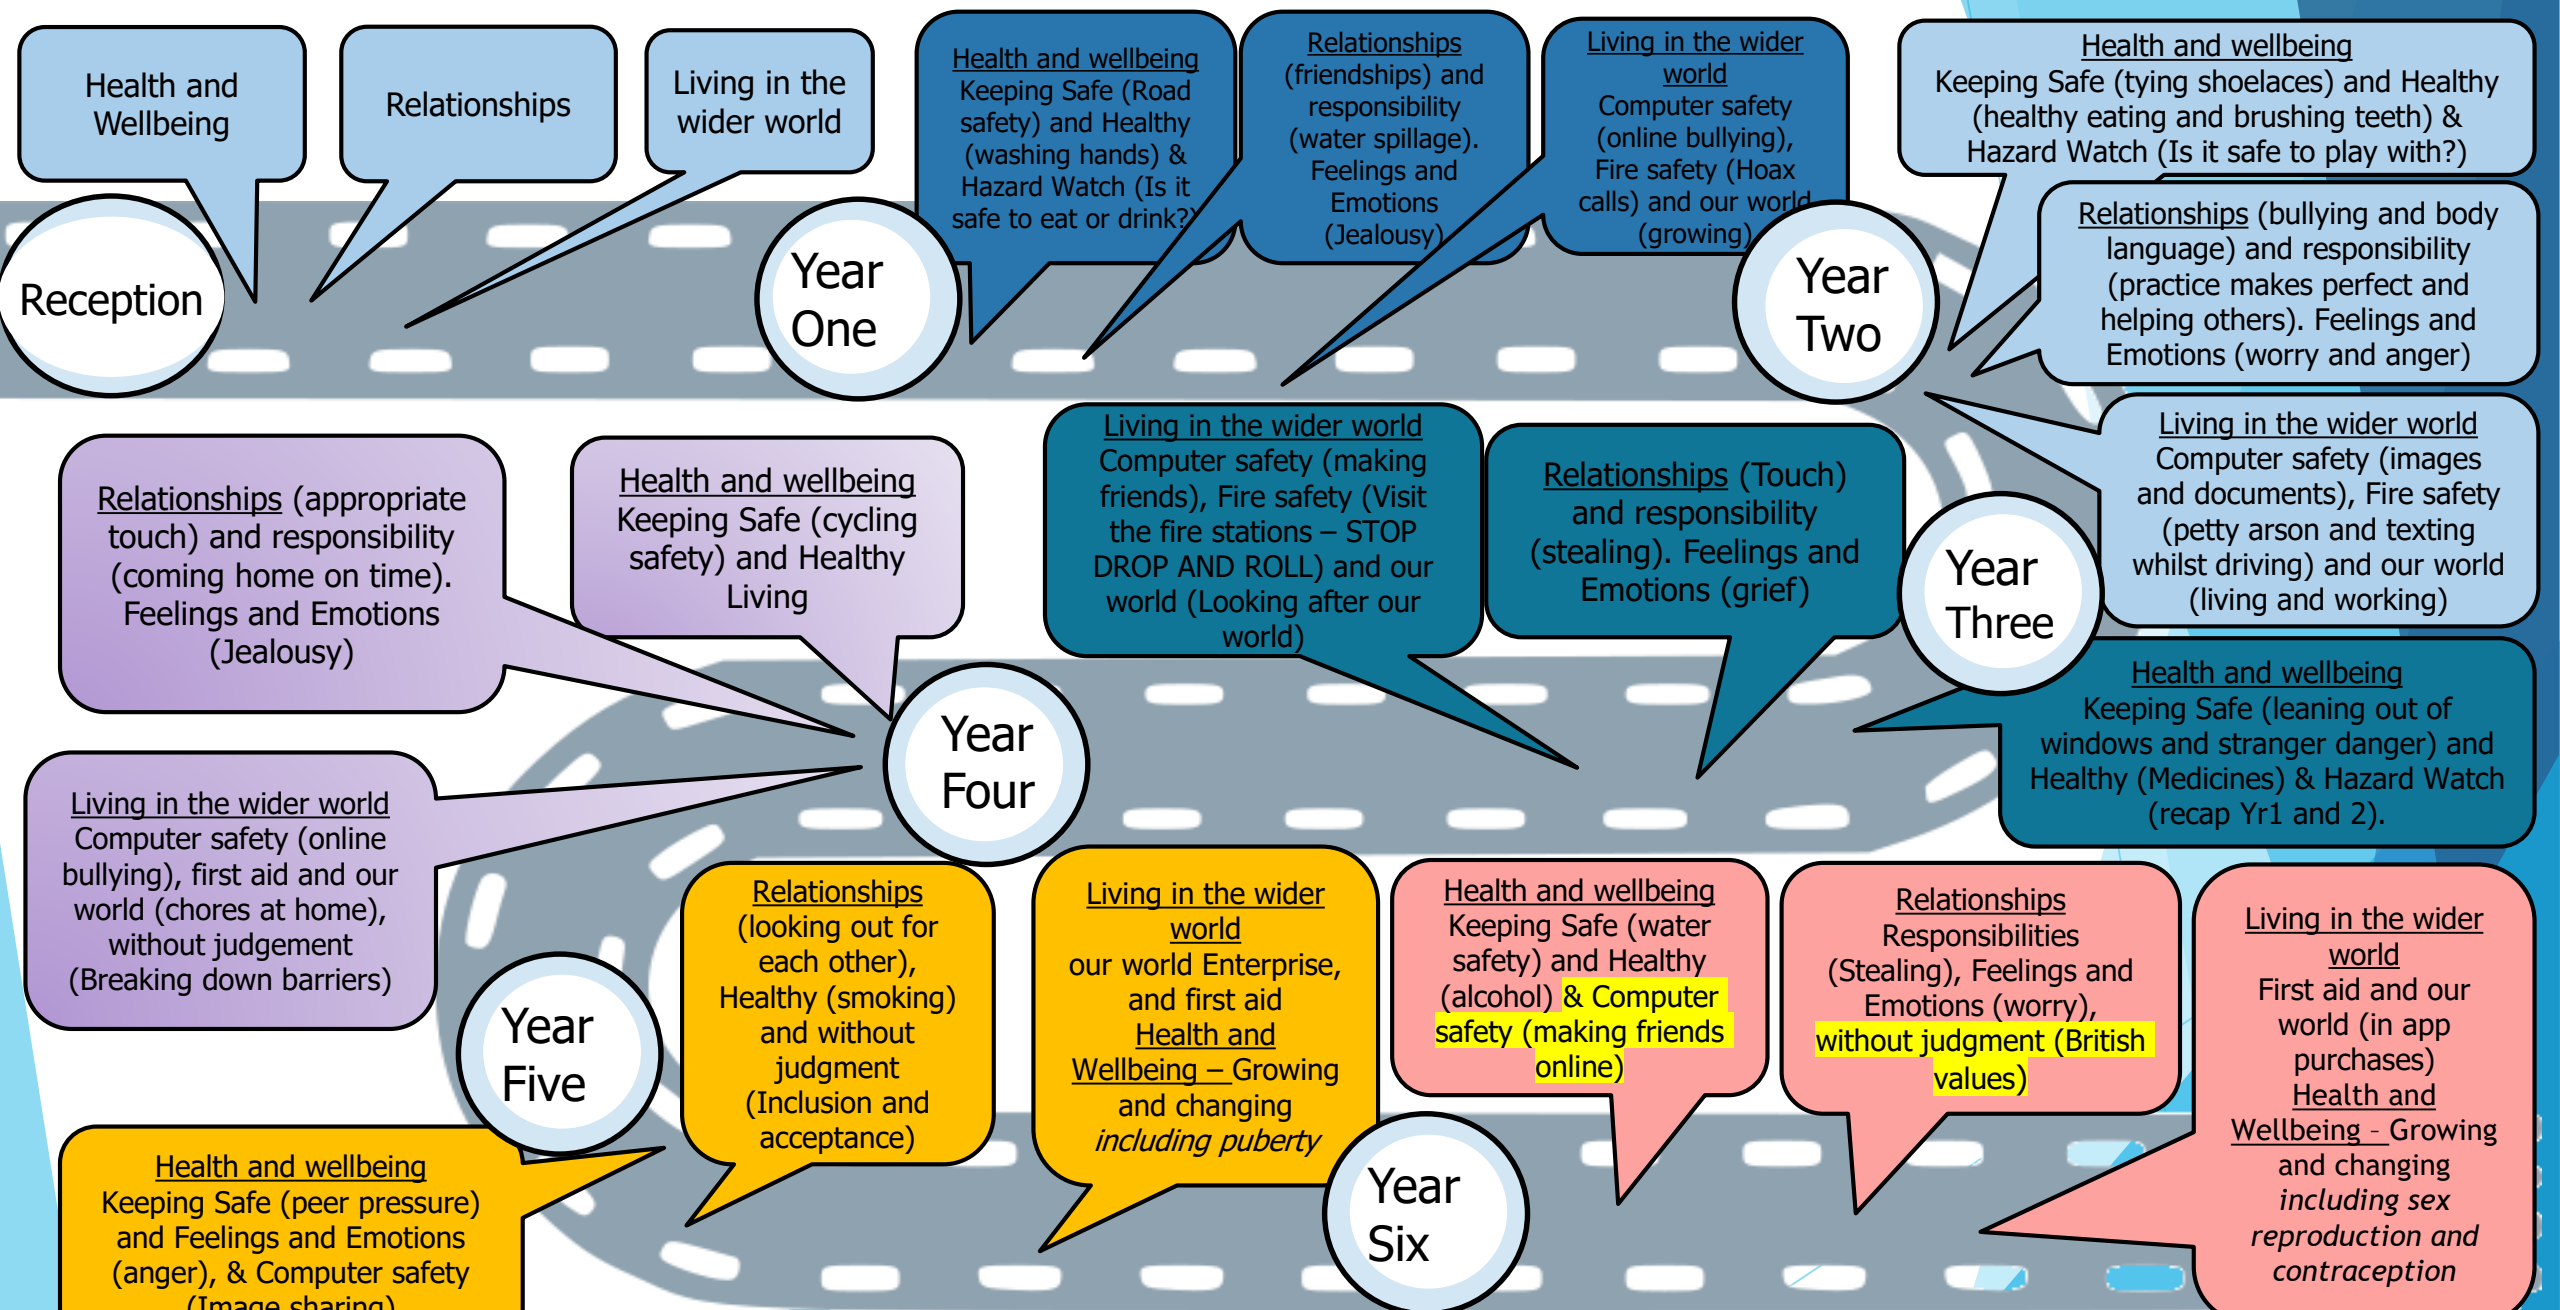 Health and
Wellbeing
Relationships
Living in the
wider world
Reception
Year
One
Health and wellbeing
Keeping Safe (Road
safety) and Healthy
(washing hands) &
Hazard Watch (Is it
safe to eat or drink?)
Relationships
(friendships) and
responsibility
(water spillage).
Feelings and
Emotions
(Jealousy)
Living in the wider
world
Computer safety
(online bullying),
Fire safety (Hoax
calls) and our world
(growing)
Year
Two
Health and wellbeing
Keeping Safe (tying shoelaces) and Healthy
(healthy eating and brushing teeth) &
Hazard Watch (Is it safe to play with?)
Relationships (bullying and body
language) and responsibility
(practice makes perfect and
helping others). Feelings and
Emotions (worry and anger)
Living in the wider world
Computer safety (images
and documents), Fire safety
(petty arson and texting
whilst driving) and our world
(living and working)
Year
Three
Health and wellbeing
Keeping Safe (leaning out of
windows and stranger danger) and
Healthy (Medicines) & Hazard Watch
(recap Yr1 and 2).
Relationships (Touch)
and responsibility
(stealing). Feelings and
Emotions (grief)
Living in the wider world
Computer safety (making
friends), Fire safety (Visit
the fire stations – STOP
DROP AND ROLL) and our
world (Looking after our
world)
Year
Four
Health and wellbeing
Keeping Safe (cycling
safety) and Healthy
Living
Relationships (appropriate
touch) and responsibility
(coming home on time).
Feelings and Emotions
(Jealousy)
Living in the wider world
Computer safety (online
bullying), first aid and our
world (chores at home),
without judgement
(Breaking down barriers)
Year
Five
Health and wellbeing
Keeping Safe (peer pressure)
and Feelings and Emotions
(anger), & Computer safety
(Image sharing)
Relationships
(looking out for
each other),
Healthy (smoking)
and without
judgment
(Inclusion and
acceptance)
Living in the wider
world
our world Enterprise,
and first aid
Health and
Wellbeing – Growing
and changing
including puberty
Year
Six
Health and wellbeing
Keeping Safe (water
safety) and Healthy
(alcohol) & Computer
safety (making friends
online)
Relationships
Responsibilities
(Stealing), Feelings and
Emotions (worry),
without judgment (British
values)
Living in the wider
world
First aid and our
world (in app
purchases)
Health and
Wellbeing - Growing
and changing
including sex
reproduction and
contraception